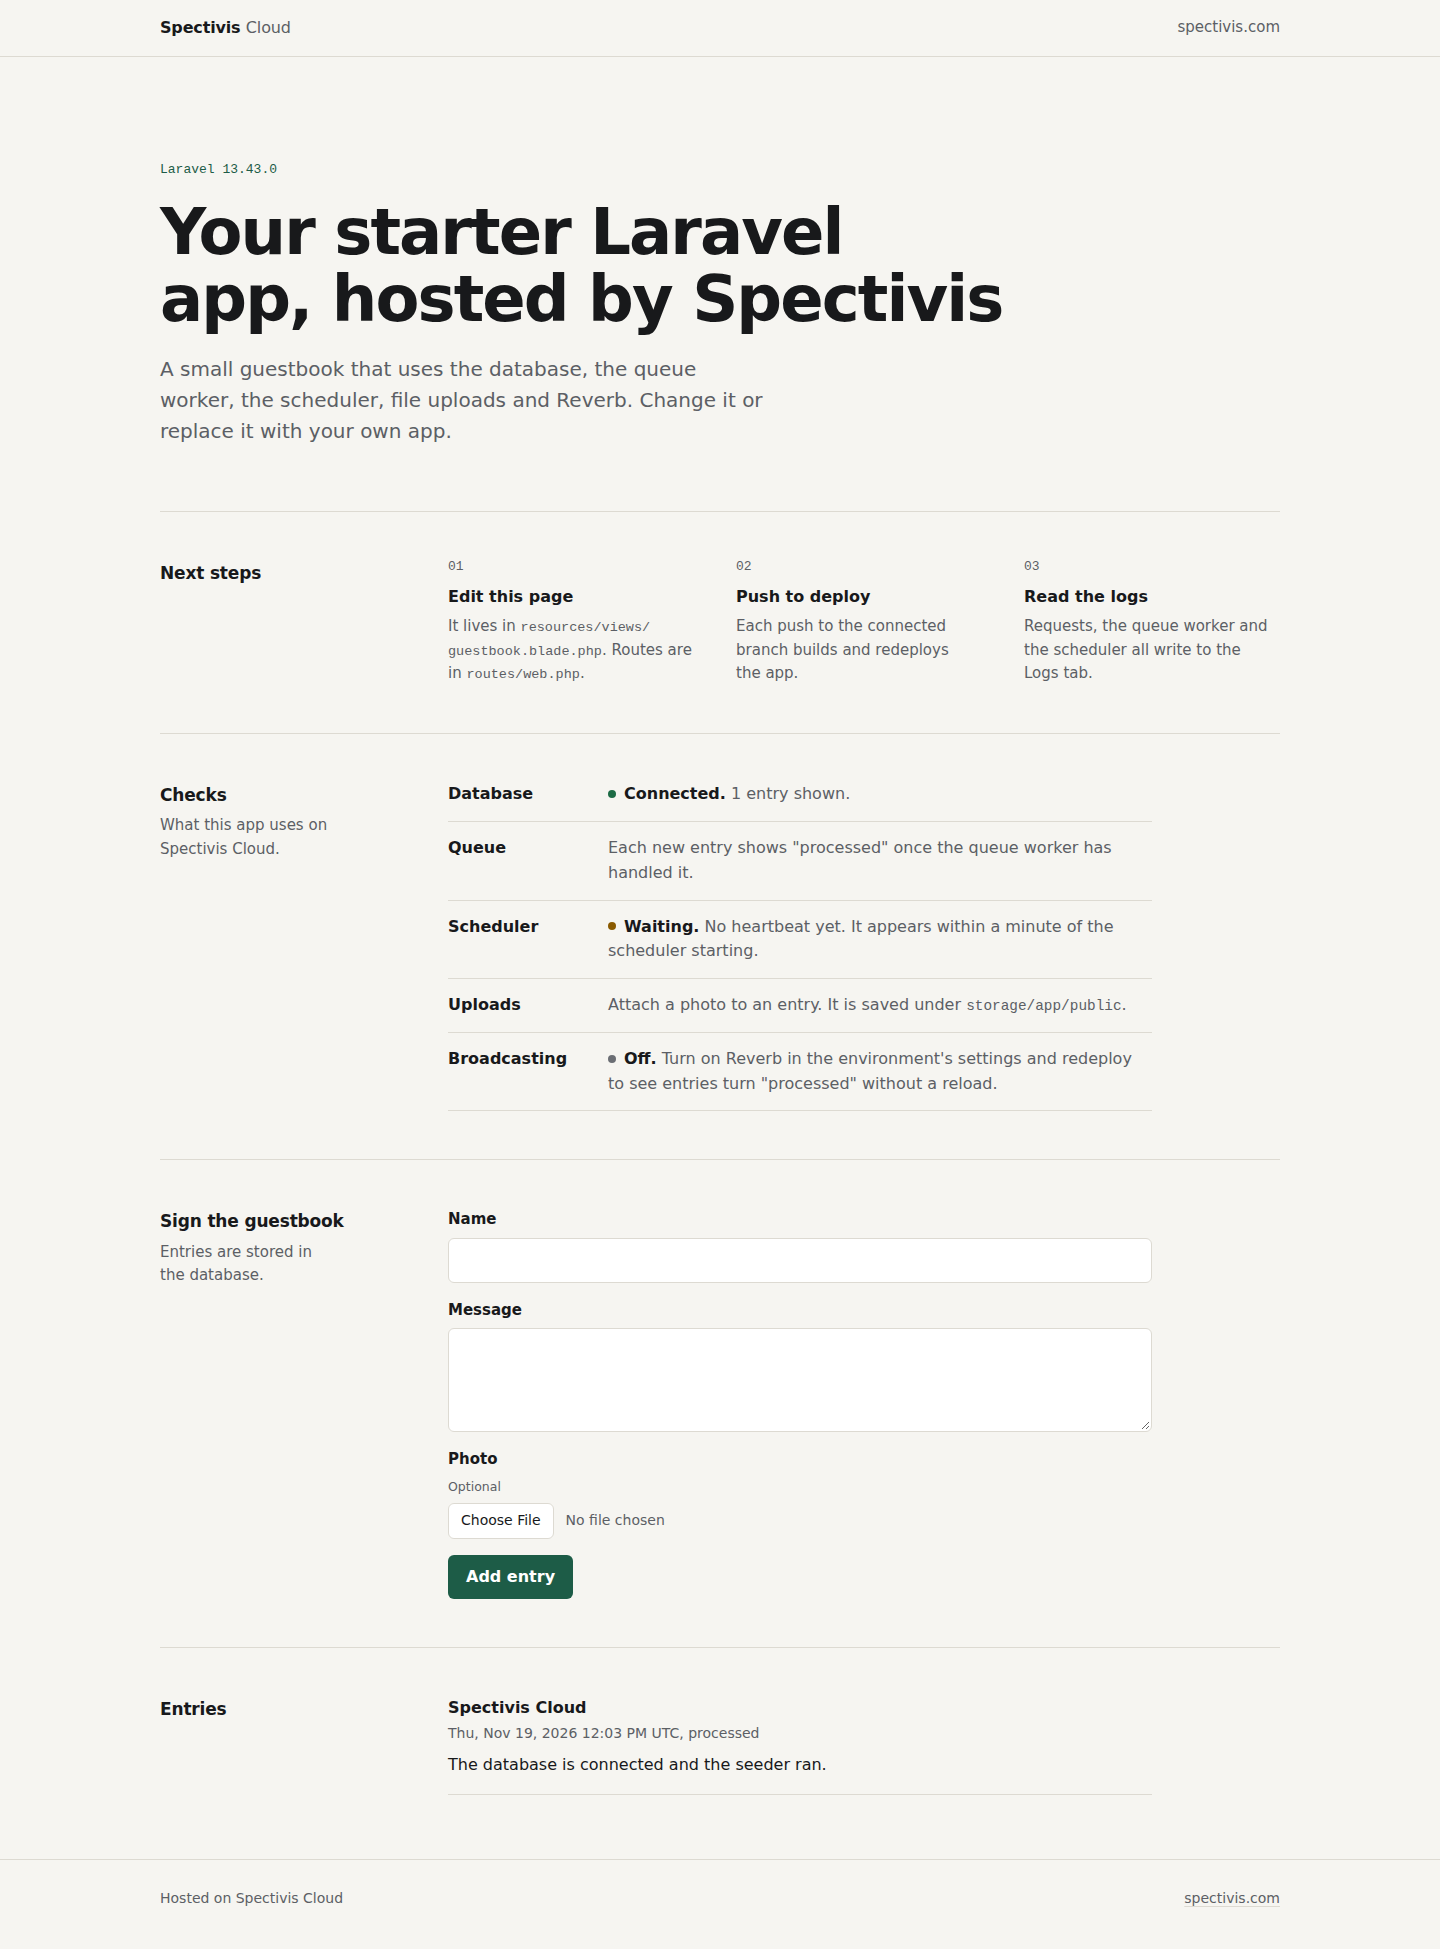 Spectivis Cloud
spectivis.com
Laravel 13.43.0
Your starter Laravel
app, hosted by Spectivis
A small guestbook that uses the database, the queue
worker, the scheduler, file uploads and Reverb. Change it or
replace it with your own app.
Next steps
01
Edit this page
It lives in resources/views/
guestbook.blade.php. Routes are
in routes/web.php.
02
Push to deploy
Each push to the connected
branch builds and redeploys
the app.
03
Read the logs
Requests, the queue worker and
the scheduler all write to the
Logs tab.
Checks
What this app uses on
Spectivis Cloud.
Database
Connected. 1 entry shown.
Queue
Each new entry shows "processed" once the queue worker has
handled it.
Scheduler
Waiting. No heartbeat yet. It appears within a minute of the
scheduler starting.
Uploads
Attach a photo to an entry. It is saved under storage/app/public.
Broadcasting
Off. Turn on Reverb in the environment's settings and redeploy
to see entries turn "processed" without a reload.
Sign the guestbook
Entries are stored in
the database.
Name
Message
Photo
Optional
Choose File No file chosen
Add entry
Entries
Spectivis Cloud
Thu, Nov 19, 2026 12:03 PM UTC, processed
The database is connected and the seeder ran.
Hosted on Spectivis Cloud
spectivis.com